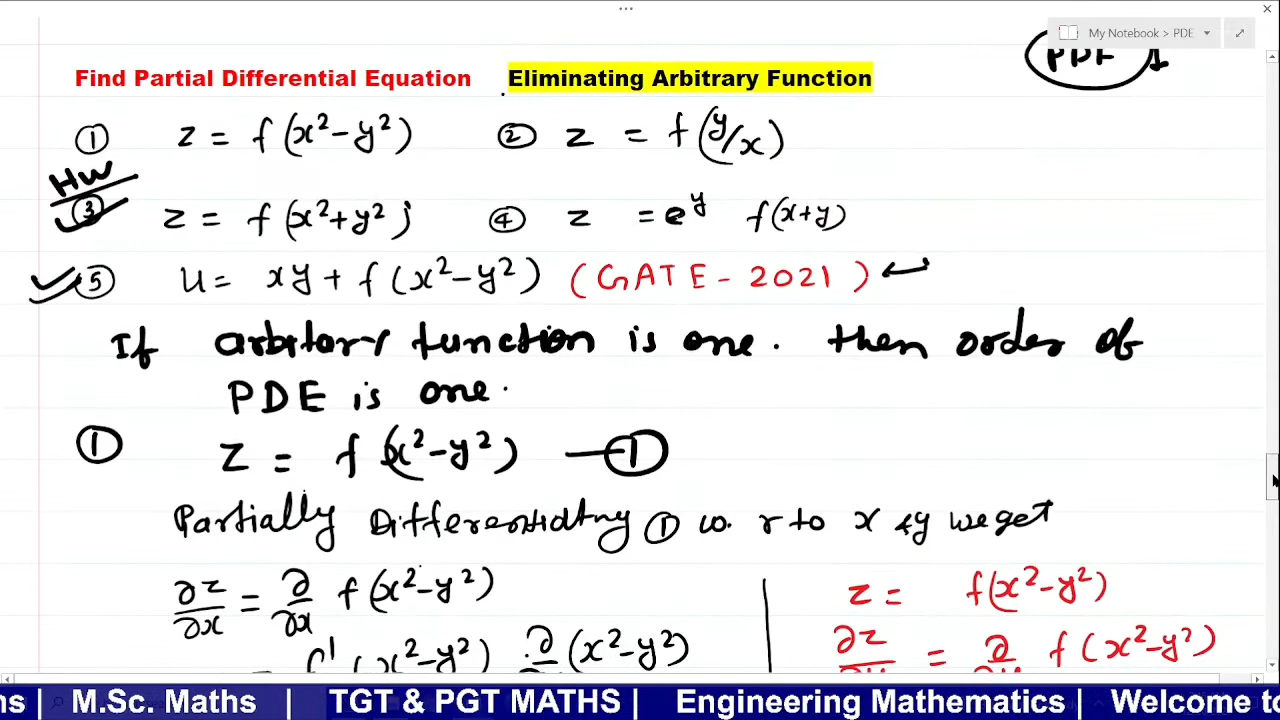 My Notebook > PDE
PDE 1
Find Partial Differential Equation Eliminating Arbitrary Function
① z = f(x²-y²) ② z = f(y/x)
HW
③ z = f(x²+y²) ④ z = e^y f(x+y)
⑤ u = xy + f(x²-y²) (GATE-2021)
If arbitary function is one. then order of
PDE is one.
① z = f(x²-y²) —①
Partially Differentiating ① w. r to x & y we get
∂z/∂x = ∂/∂x f(x²-y²)
z = f(x²-y²)
= f'(x²-y²) ∂/∂ (x²-y²)
∂z/∂y = ∂/∂y f(x²-y²)
ns | M.Sc. Maths | TGT & PGT MATHS | Engineering Mathematics | Welcome to